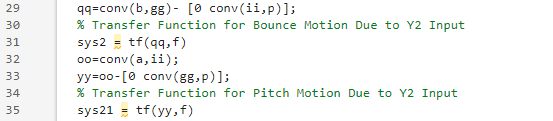 29 qq=conv(b,gg)- [0 conv(ii,p)];
30 % Transfer Function for Bounce Motion Due to Y2 Input
31 sys2 = tf(qq,f)
32 oo=conv(a,ii);
33 yy=oo-[0 conv(gg,p)];
34 % Transfer Function for Pitch Motion Due to Y2 Input
35 sys21 = tf(yy,f)